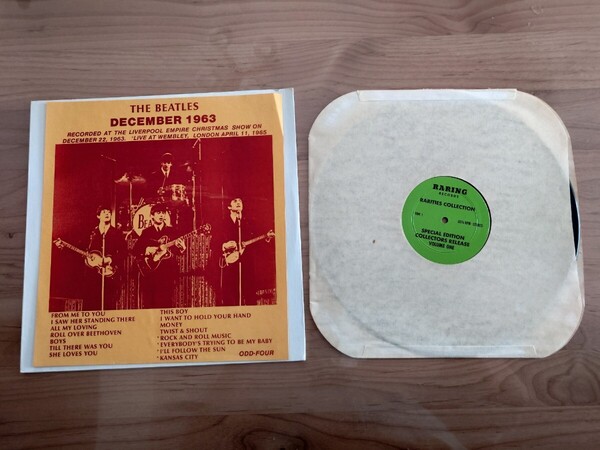 THE BEATLES
DECEMBER 1963
RECORDED AT THE LIVERPOOL EMPIRE CHRISTMAS SHOW ON
DECEMBER 22, 1963. *LIVE AT WEMBLEY, LONDON APRIL 11, 1965
FROM ME TO YOU
I SAW HER STANDING THERE
ALL MY LOVING
ROLL OVER BEETHOVEN
BOYS
TILL THERE WAS YOU
SHE LOVES YOU
THIS BOY
I WANT TO HOLD YOUR HAND
MONEY
TWIST & SHOUT
*ROCK AND ROLL MUSIC
*EVERYBODY'S TRYING TO BE MY BABY
*I'LL FOLLOW THE SUN
*KANSAS CITY
ODD-FOUR
RARING
RECORDS
RARITIES COLLECTION
SIDE 1
SPECIAL EDITION
COLLECTORS RELEASE
VOLUME ONE